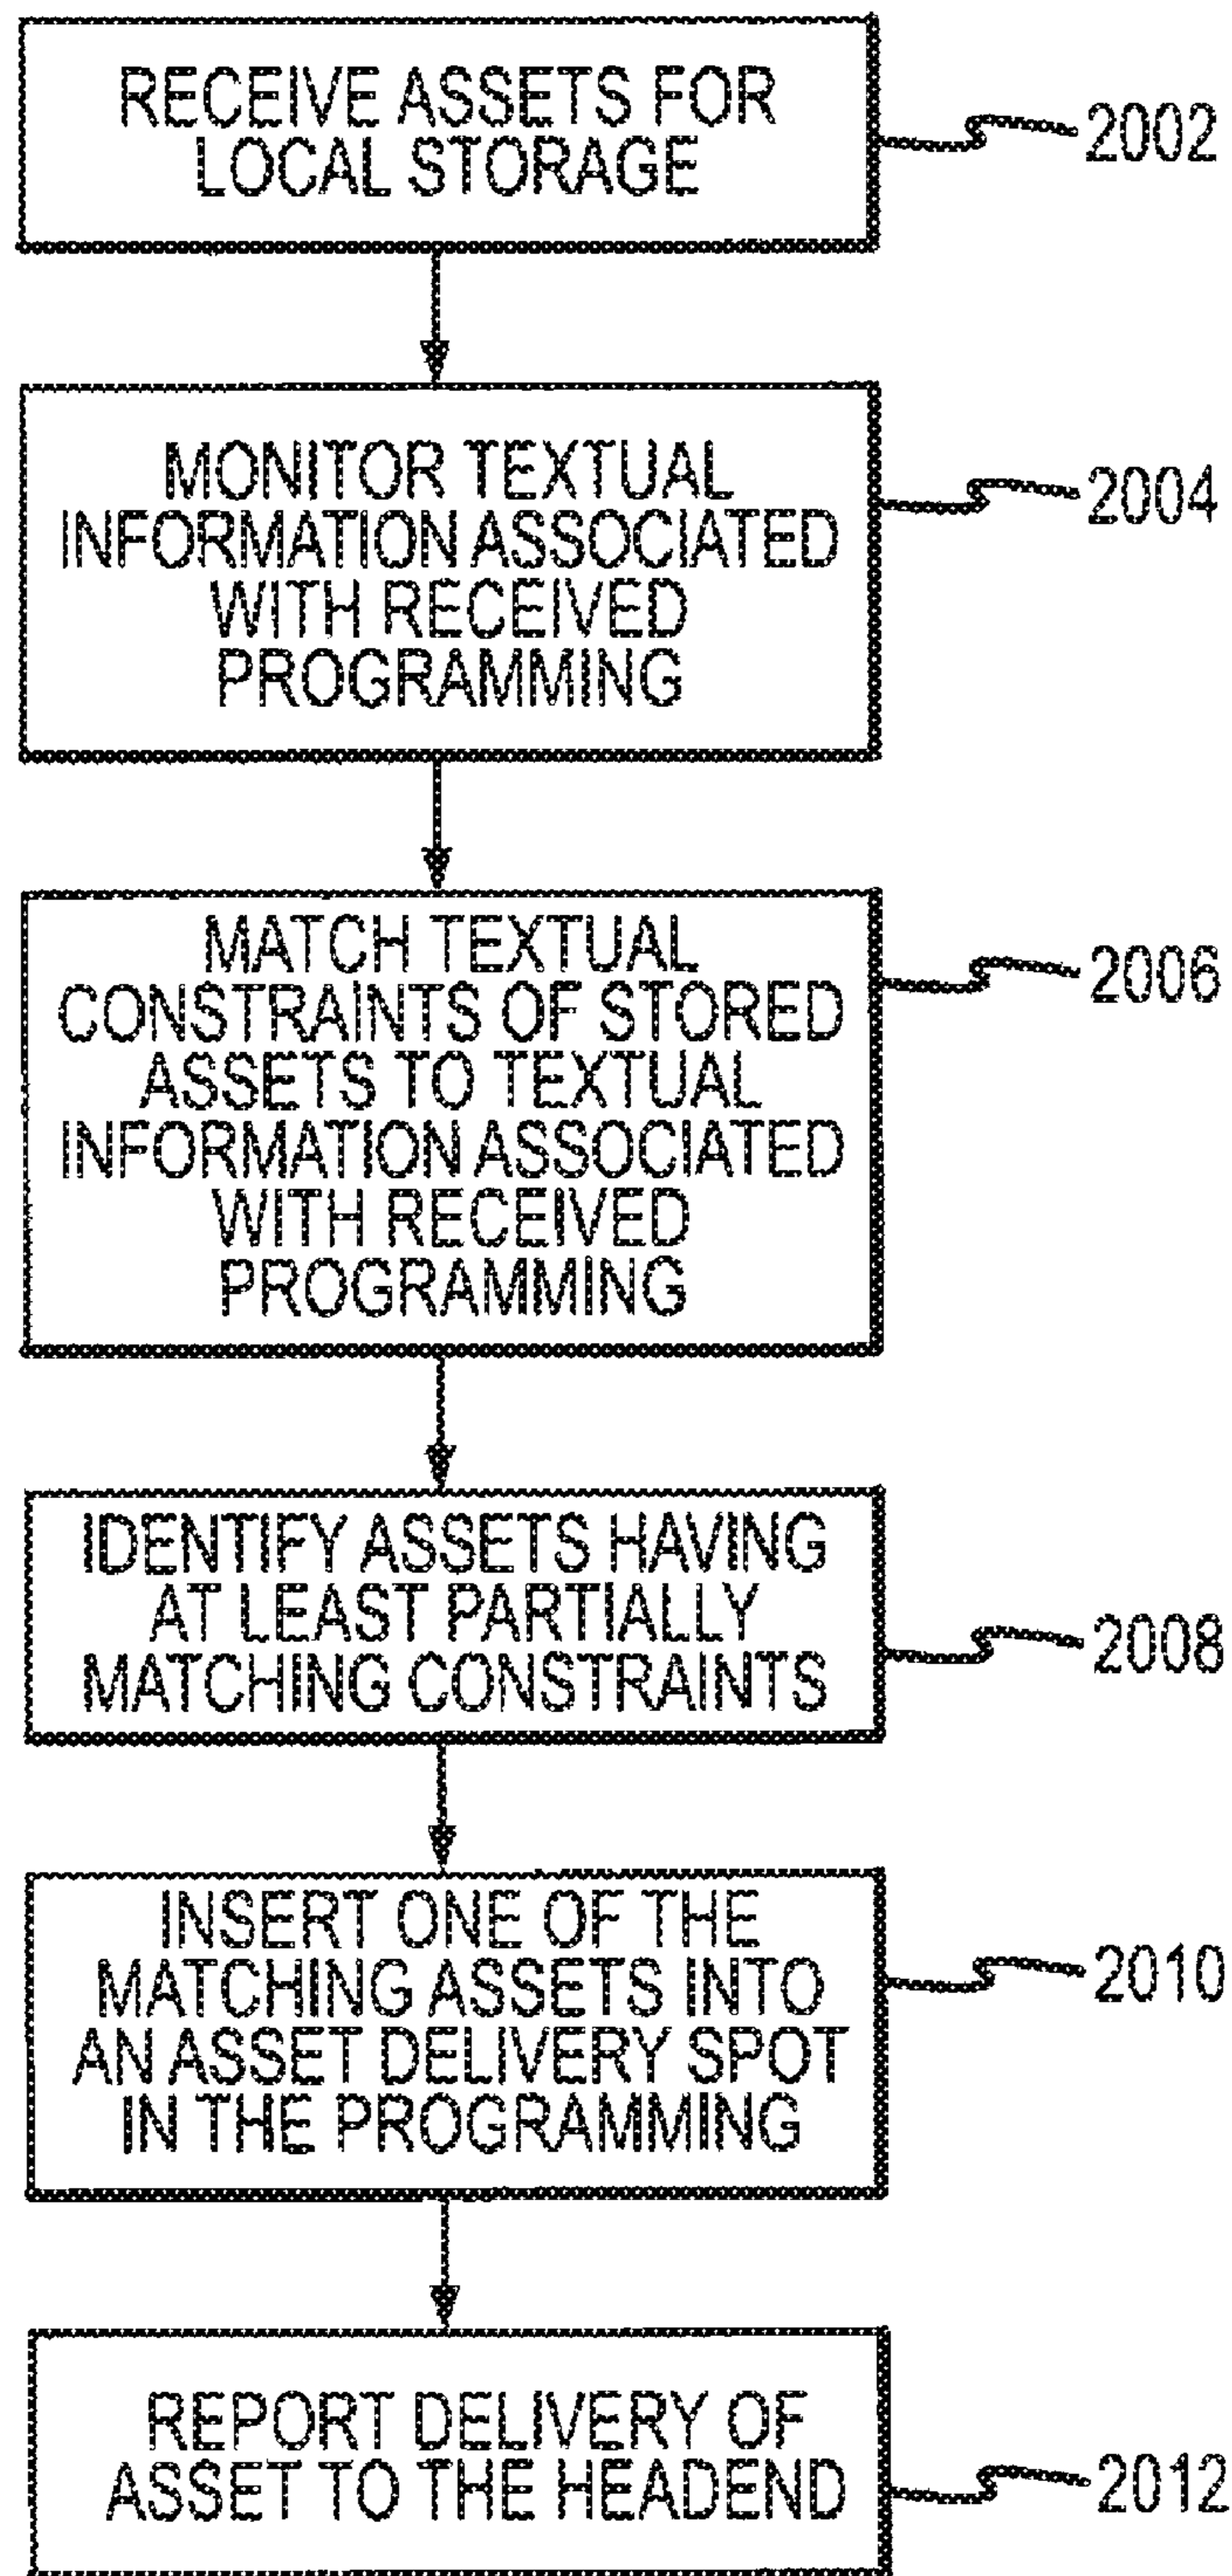 RECEIVE ASSETS FOR
LOCAL STORAGE
2002
MONITOR TEXTUAL
INFORMATION ASSOCIATED
WITH RECEIVED
PROGRAMMING
2004
MATCH TEXTUAL
CONSTRAINTS OF STORED
ASSETS TO TEXTUAL
INFORMATION ASSOCIATED
WITH RECEIVED
PROGRAMMING
2006
IDENTIFY ASSETS HAVING
AT LEAST PARTIALLY
MATCHING CONSTRAINTS
2008
INSERT ONE OF THE
MATCHING ASSETS INTO
AN ASSET DELIVERY SPOT
IN THE PROGRAMMING
2010
REPORT DELIVERY OF
ASSET TO THE HEADEND
2012